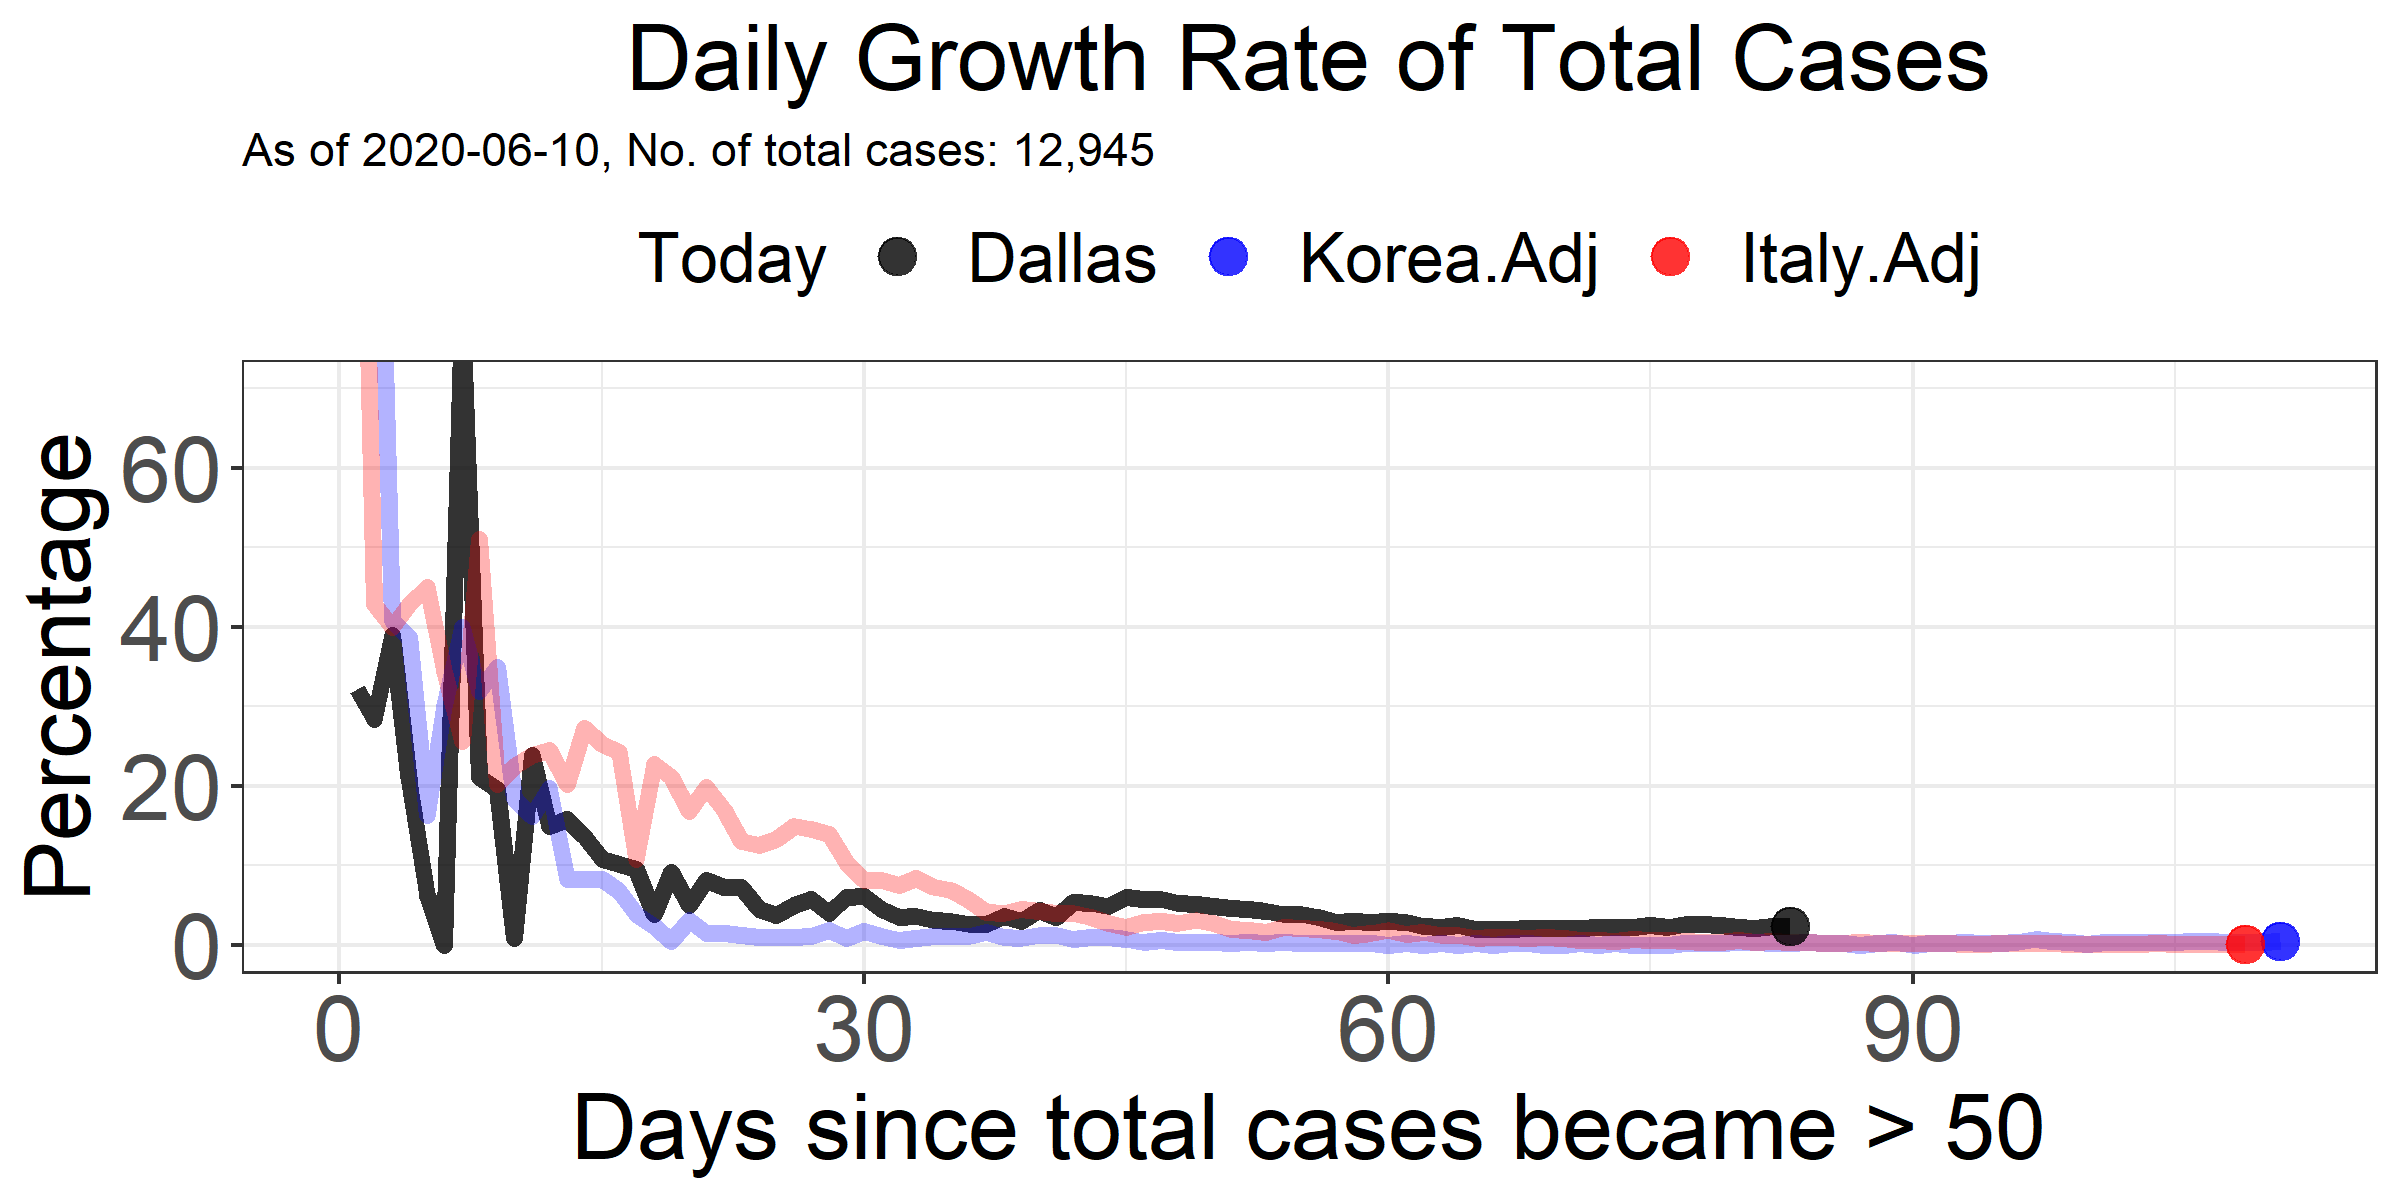 Daily Growth Rate of Total Cases
As of 2020-06-10, No. of total cases: 12,945
Today Dallas Korea.Adj Italy.Adj
Percentage
60
40
20
0
0 30 60 90
Days since total cases became > 50